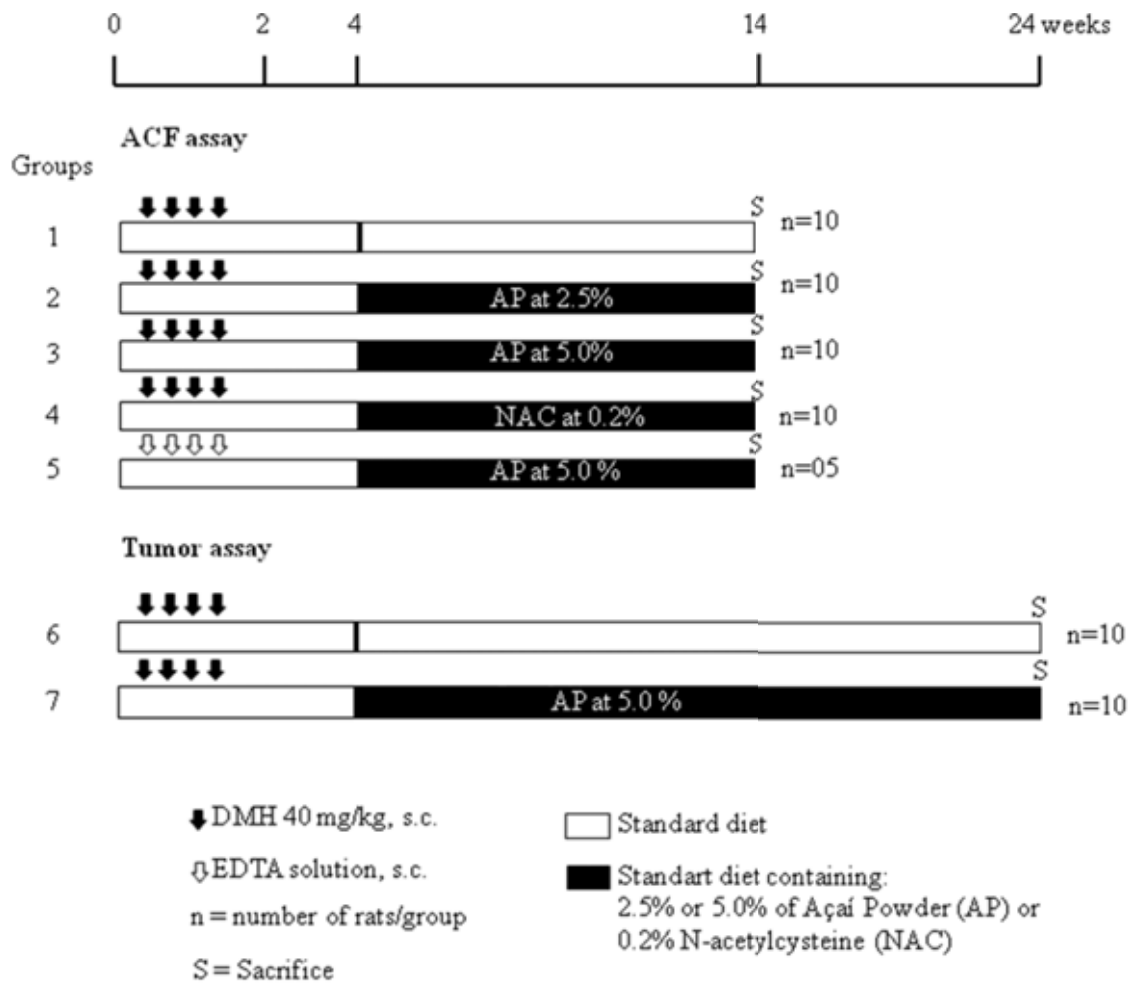 0 2 4 14 24 weeks
ACF assay
Groups
S
1 n=10
S
2 AP at 2.5% n=10
S
3 AP at 5.0% n=10
S
4 NAC at 0.2% n=10
S
5 AP at 5.0 % n=05
Tumor assay
S
6 n=10
S
7 AP at 5.0 % n=10
DMH 40 mg/kg, s.c.
EDTA solution, s.c.
n = number of rats/group
S = Sacrifice
Standard diet
Standart diet containing:
2.5% or 5.0% of Açaí Powder (AP) or
0.2% N-acetylcysteine (NAC)